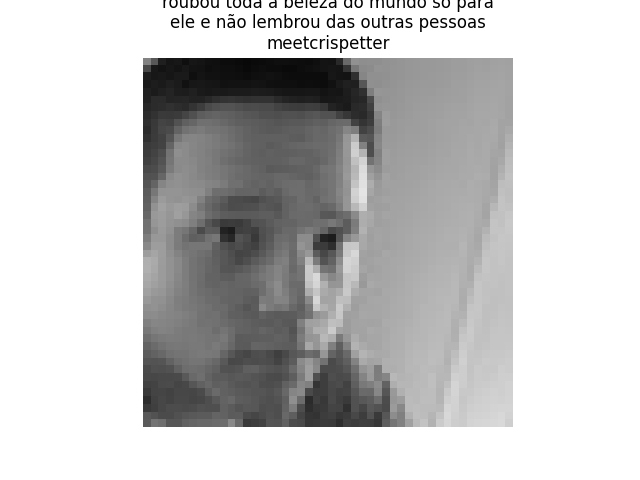 roubou toda a beleza do mundo só para
ele e não lembrou das outras pessoas
meetcrispetter